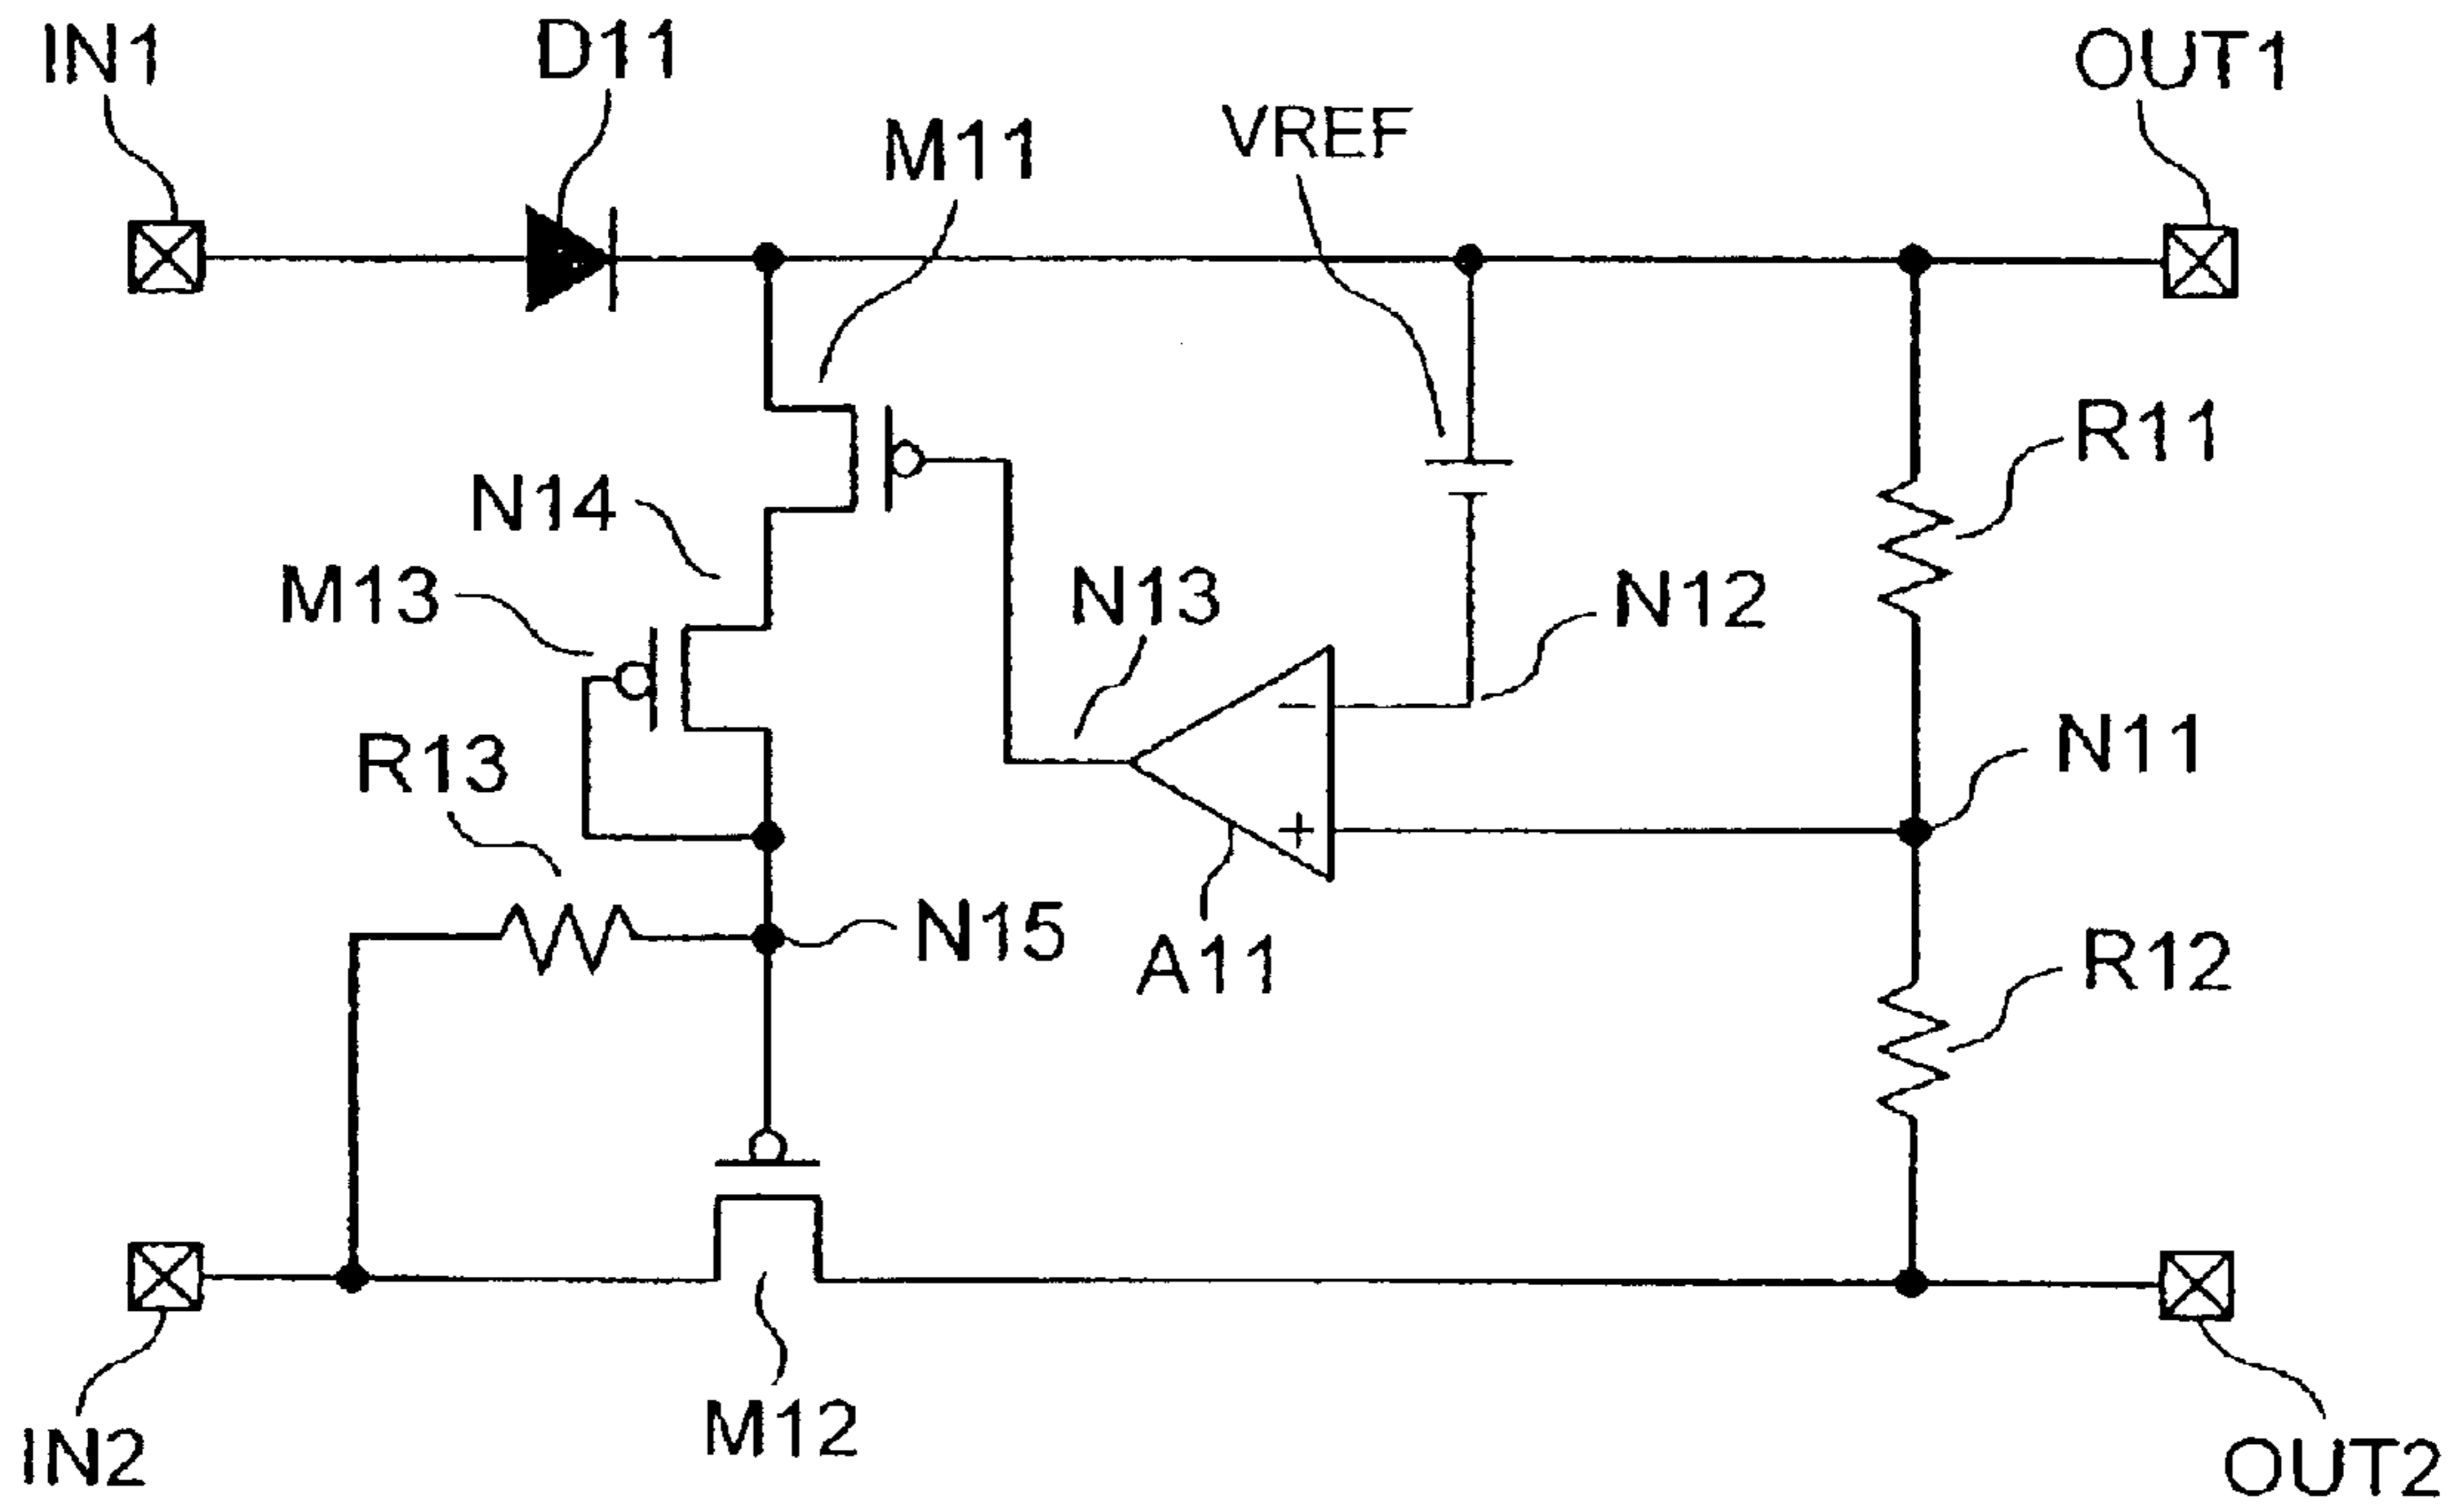 IN1
D11
OUT1
M11
VREF
R11
N14
M13
N13
N12
−
N11
R13
+
N15
A11
R12
M12
IN2
OUT2